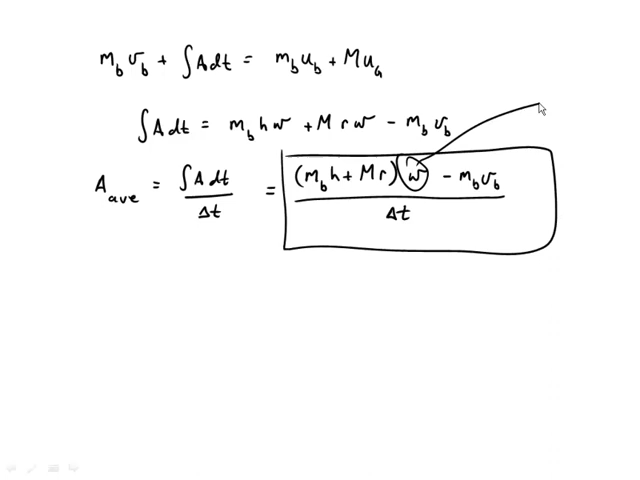 m_b v_b + ∫A dt = m_b u_b + M u_a
∫A dt = m_b h w + M r w - m_b v_b
A_ave = ∫A dt / Δt = (m_b h + M r) w - m_b v_b / Δt